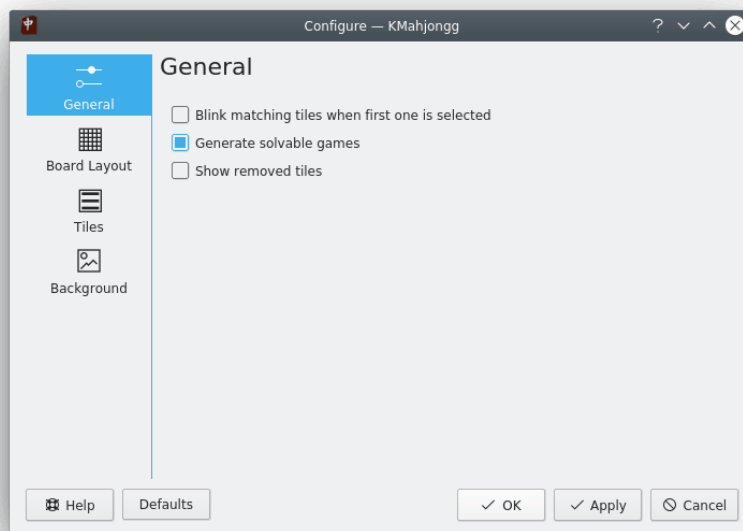 Configure — KMahjongg
General
General
Blink matching tiles when first one is selected
Generate solvable games
Show removed tiles
Board Layout
Tiles
Background
Help
Defaults
OK
Apply
Cancel